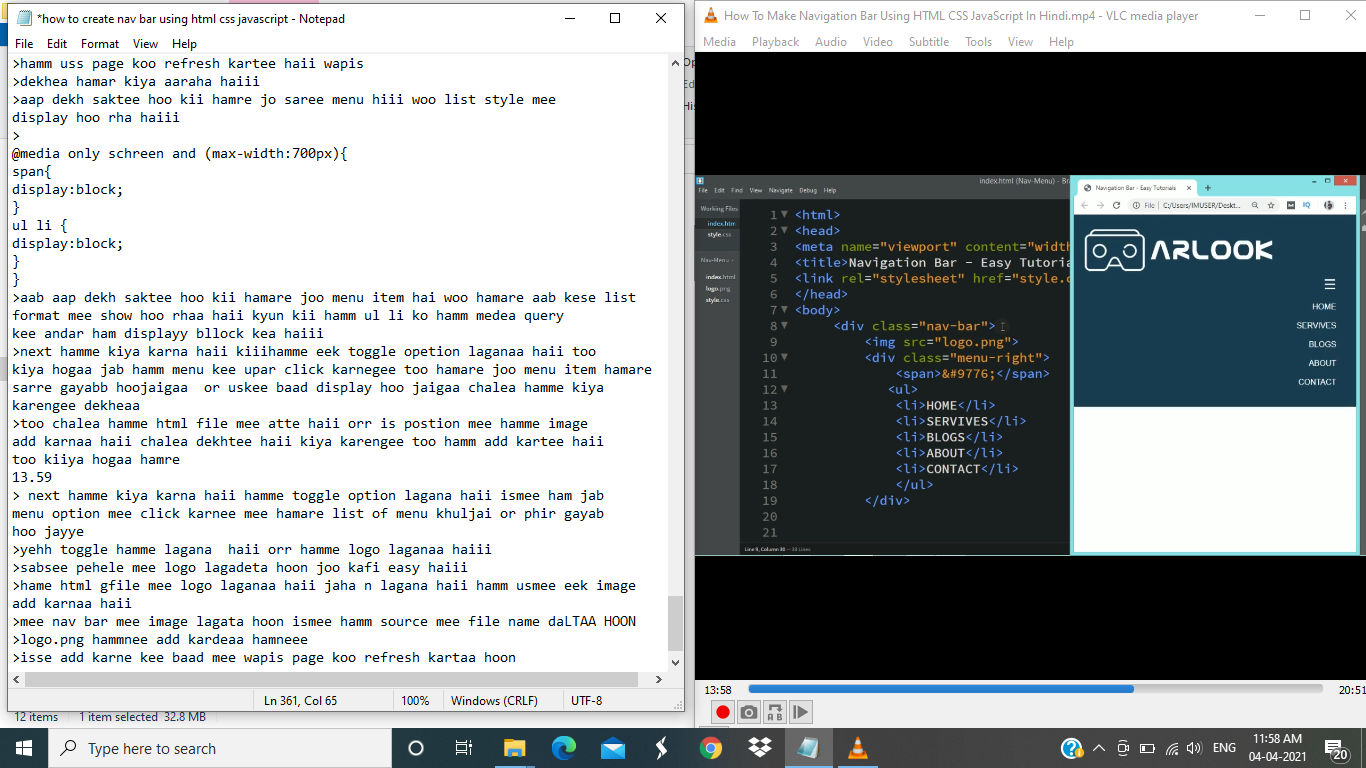 *how to create nav bar using html css javascript - Notepad
File Edit Format View Help
>hamm uss page koo refresh kartee haii wapis
>dekhea hamar kiya aaraha haiii
>aap dekh saktee hoo kii hamre jo saree menu hiii woo list style mee
display hoo rha haiii
>
@media only schreen and (max-width:700px){
span{
display:block;
}
ul li {
display:block;
}
}
>aab aap dekh saktee hoo kii hamare joo menu item hai woo hamare aab kese list
format mee show hoo rhaa haii kyun kii hamm ul li ko hamm medea query
kee andar ham displayy bllock kea haiii
>next hamme kiya karna haii kiiihamme eek toggle opetion laganaa haii too
kiya hogaa jab hamm menu kee upar click karnegee too hamare joo menu item hamare
sarre gayabb hoojaigaa  or uskee baad display hoo jaigaa chalea hamme kiya
karengee dekheaa
>too chalea hamme html file mee atte haii orr is postion mee hamme image
add karnaa haii chalea dekhtee haii kiya karengee too hamm add kartee haii
too kiiya hogaa hamre
13.59
> next hamme kiya karna haii hamme toggle option lagana haii ismee ham jab
menu option mee click karnee mee hamare list of menu khuljai or phir gayab
hoo jayye
>yehh toggle hamme lagana  haii orr hamme logo laganaa haiii
>sabsee pehele mee logo lagadeta hoon joo kafi easy haiii
>hame html gfile mee logo laganaa haii jaha n lagana haii hamm usmee eek image
add karnaa haii
>mee nav bar mee image lagata hoon ismee hamm source mee file name daLTAA HOON
>logo.png hammnee add kardeaa hamneee
>isse add karne kee baad mee wapis page koo refresh kartaa hoon
Ln 361, Col 65 100% Windows (CRLF) UTF-8
12 items 1 item selected 32.8 MB
How To Make Navigation Bar Using HTML CSS JavaScript In Hindi.mp4 - VLC media player
Media Playback Audio Video Subtitle Tools View Help
index.html (Nav-Menu) - Br
File Edit Find View Navigate Debug Help
Working Files
index.htm
style.css
Nav-Menu
index.html
logo.png
style.css
1 <html>
2 <head>
3 <meta name="viewport" content="width
4 <title>Navigation Bar - Easy Tutoria
5 <link rel="stylesheet" href="style.c
6 </head>
7 <body>
8 <div class="nav-bar">
9 <img src="logo.png">
10 <div class="menu-right">
11 <span>&#9776;</span>
12 <ul>
13 <li>HOME</li>
14 <li>SERVIVES</li>
15 <li>BLOGS</li>
16 <li>ABOUT</li>
17 <li>CONTACT</li>
18 </ul>
19 </div>
20
21
Navigation Bar - Easy Tutorials
File | C:/Users/IMUSER/Deskt...
ARLOOK
☰
HOME
SERVIVES
BLOGS
ABOUT
CONTACT
13:58 20:51
Type here to search
ENG
11:58 AM
04-04-2021
20